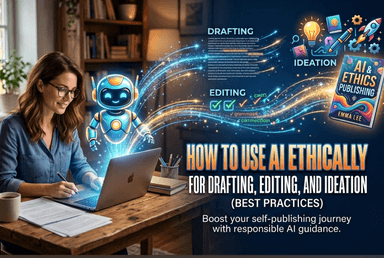 DRAFTING
IDEATION
EDITING
AI &
ETHICS
PUBLISHING
EMMA LEE
HOW TO USE AI ETHICALLY
FOR DRAFTING, EDITING, AND IDEATION
(BEST PRACTICES)
Boost your self-publishing journey
with responsible AI guidance.